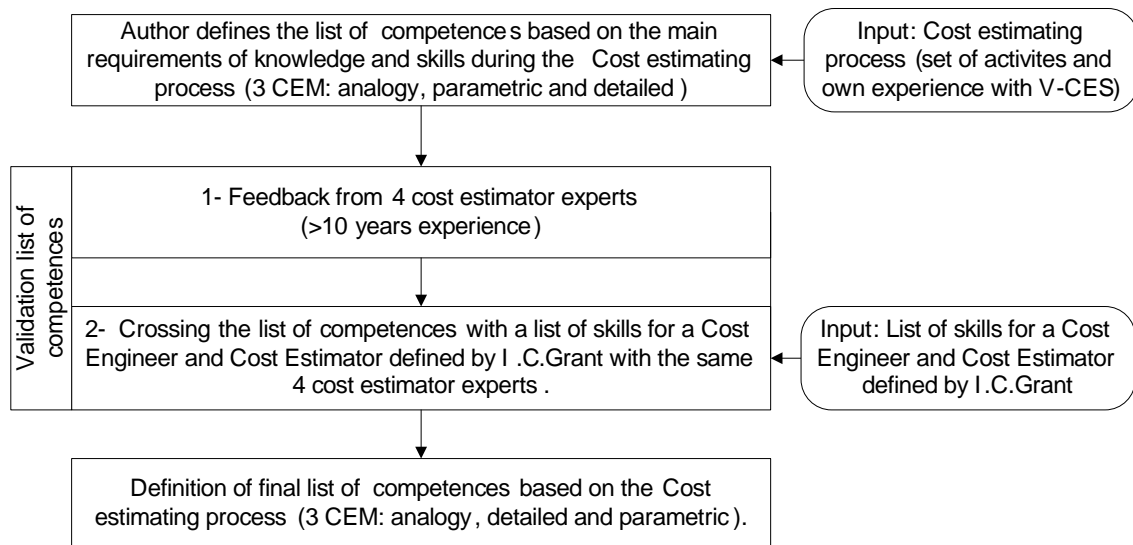 Author defines the list of competences based on the main
requirements of knowledge and skills during the Cost estimating
process (3 CEM: analogy, parametric and detailed)
Input: Cost estimating
process (set of activites and
own experience with V-CES)
Validation list of
competences
1- Feedback from 4 cost estimator experts
(>10 years experience)
2- Crossing the list of competences with a list of skills for a Cost
Engineer and Cost Estimator defined by I.C.Grant with the same
4 cost estimator experts.
Input: List of skills for a Cost
Engineer and Cost Estimator
defined by I.C.Grant
Definition of final list of competences based on the Cost
estimating process (3 CEM: analogy, detailed and parametric).